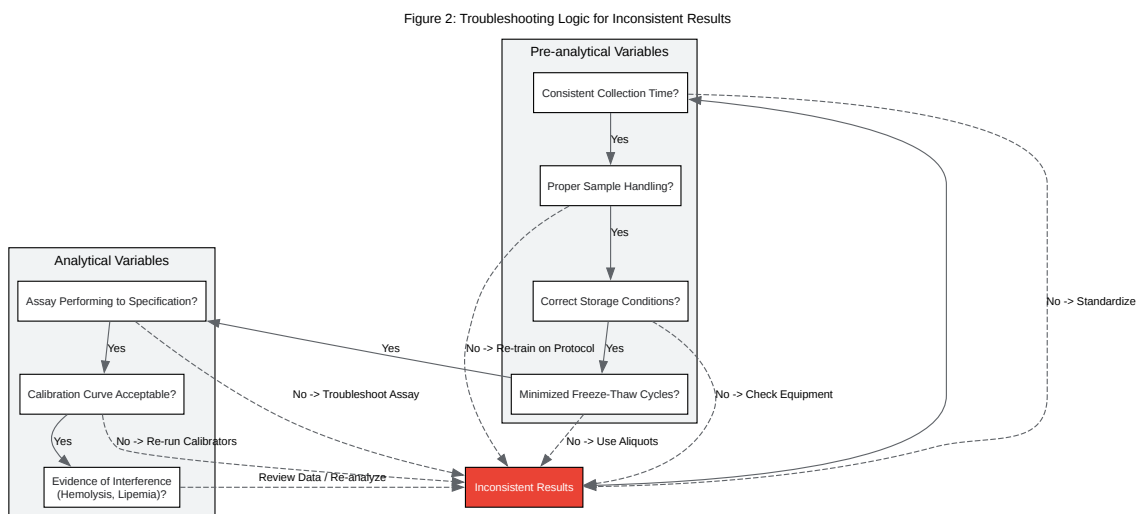 Figure 2: Troubleshooting Logic for Inconsistent Results
Pre-analytical Variables
Consistent Collection Time?
Yes
Proper Sample Handling?
Yes
Analytical Variables
Assay Performing to Specification?
Correct Storage Conditions?
No -> Standardize
Yes
Yes
No -> Re-train on Protocol
Yes
Calibration Curve Acceptable?
No -> Troubleshoot Assay
Minimized Freeze-Thaw Cycles?
No -> Check Equipment
Yes
No -> Re-run Calibrators
No -> Use Aliquots
Evidence of Interference
(Hemolysis, Lipemia)?
Review Data / Re-analyze
Inconsistent Results